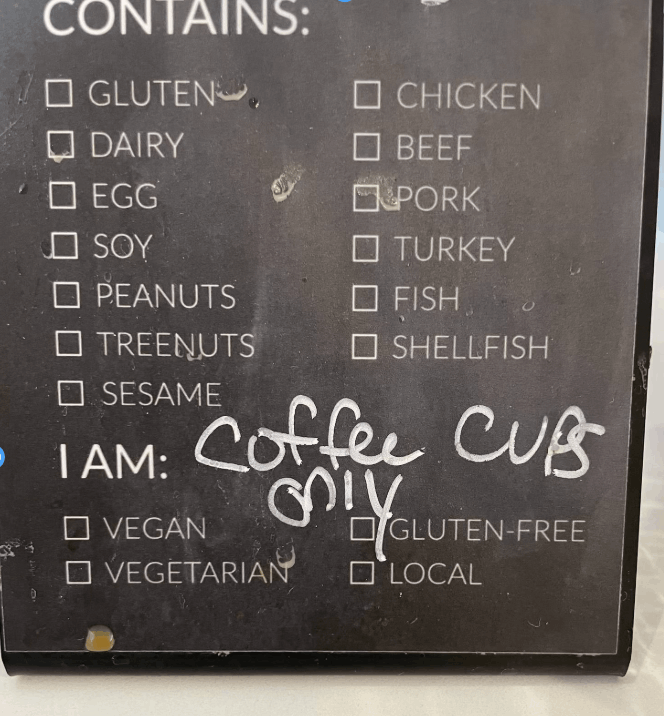 CONTAINS:
GLUTEN CHICKEN
DAIRY BEEF
EGG PORK
SOY TURKEY
PEANUTS FISH
TREENUTS SHELLFISH
SESAME
I AM: Coffee Cups
only
VEGAN GLUTEN-FREE
VEGETARIAN LOCAL